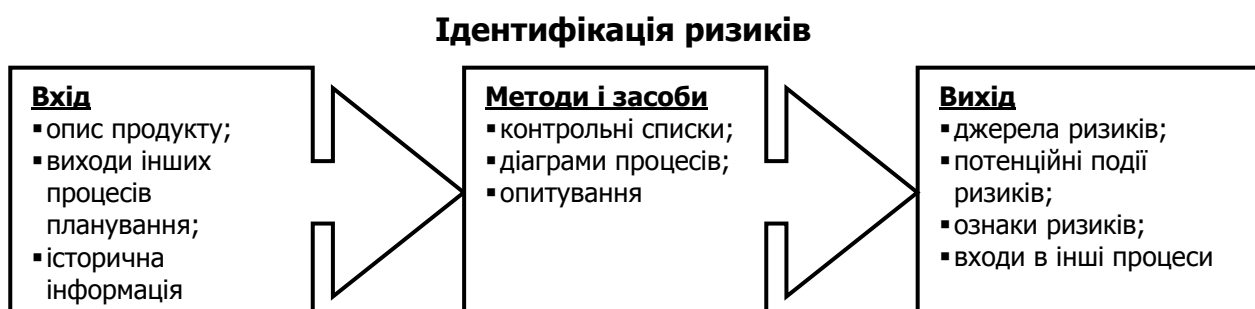 Ідентифікація ризиків
Вхід
▪опис продукту;
▪виходи інших
процесів
планування;
▪історична
інформація
Методи і засоби
▪контрольні списки;
▪діаграми процесів;
▪опитування
Вихід
▪джерела ризиків;
▪потенційні події
ризиків;
▪ознаки ризиків;
▪входи в інші процеси